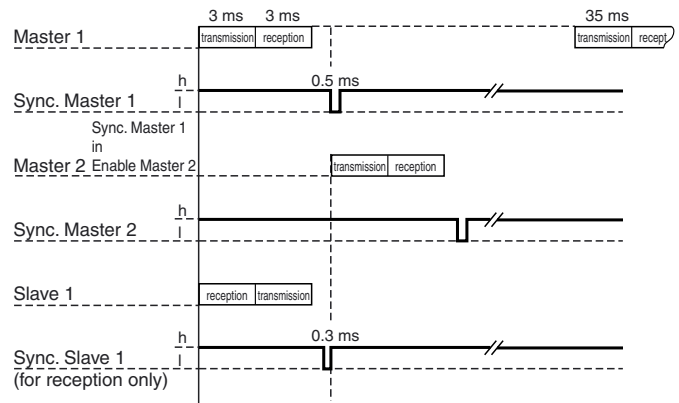 3 ms 3 ms 35 ms
Master 1 transmission reception transmission recept
h 0.5 ms
Sync. Master 1 l
Sync. Master 1
in
Master 2 Enable Master 2 transmission reception
h
Sync. Master 2 l
Slave 1 reception transmission
h 0.3 ms
Sync. Slave 1 l
(for reception only)